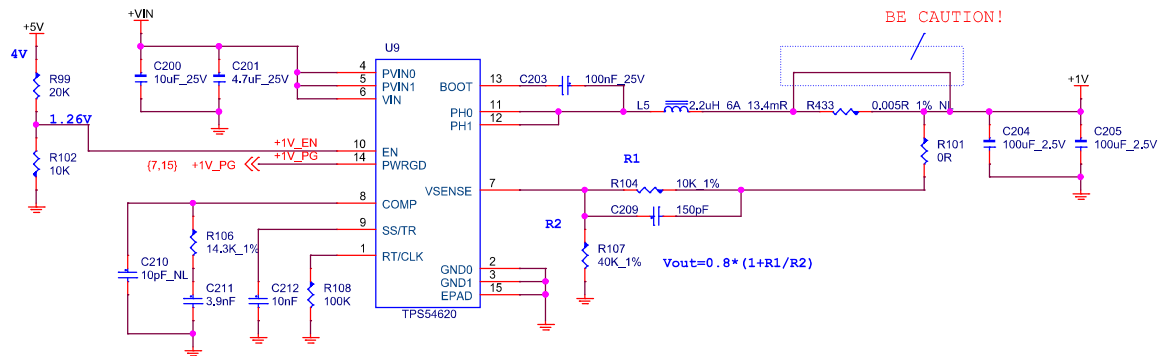 BE CAUTION!
+5V
+VIN
4V
R99
20K
1.26V
R102
10K
C200
10uF_25V
C201
4.7uF_25V
U9
4
5
6
PVIN0
PVIN1
VIN
BOOT
13
C203
100nF_25V
PH0
PH1
11
12
L5
2.2uH 6A 13.4mR
R433
0.005R 1% NL
+1V
R101
0R
C204
100uF_2.5V
C205
100uF_2.5V
+1V_EN
10
EN
{7,15} +1V_PG
+1V_PG
14
PWRGD
R1
VSENSE
7
R104
10K_1%
C209
150pF
R2
8
COMP
R106
14.3K_1%
9
SS/TR
R107
40K_1%
Vout=0.8*(1+R1/R2)
1
RT/CLK
C210
10pF_NL
C211
3.9nF
C212
10nF
R108
100K
GND0
GND1
EPAD
2
3
15
TPS54620